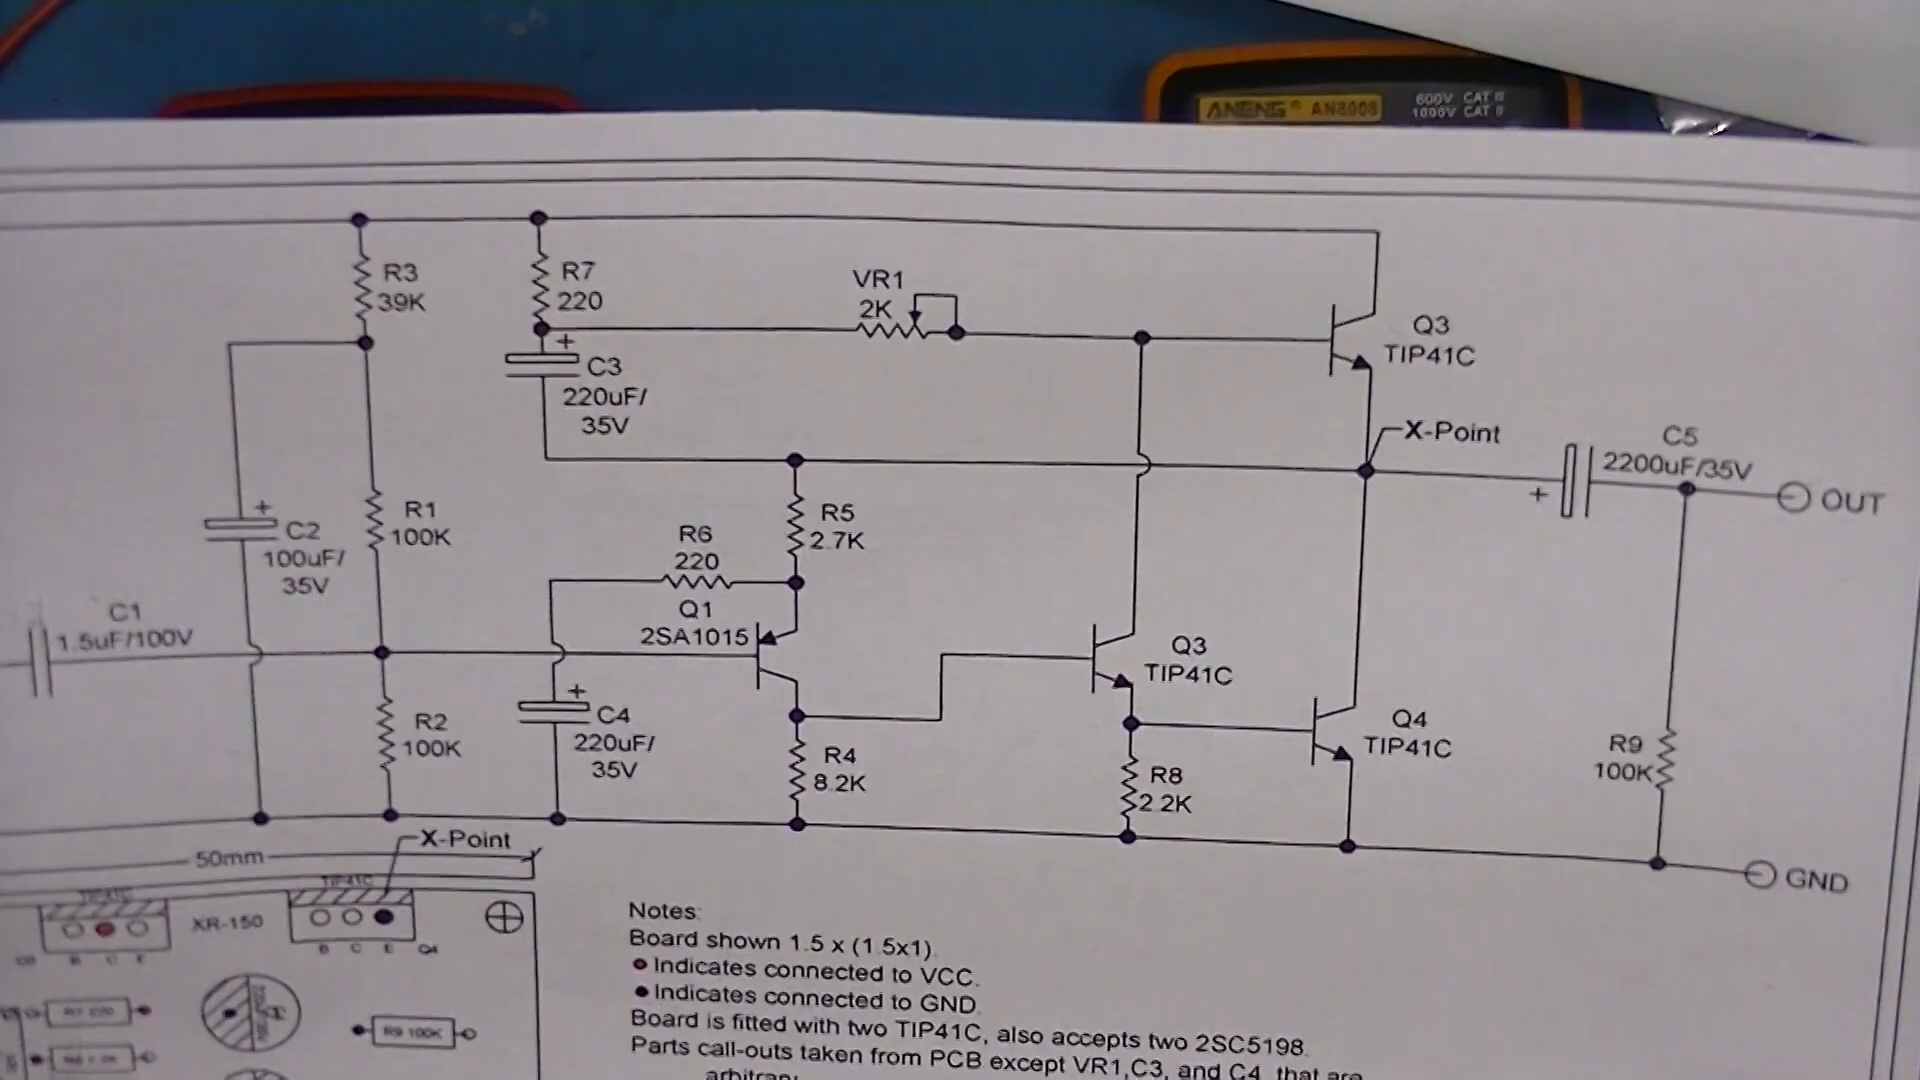 ANENG AN8008
600V CAT III
1000V CAT II
R3
39K
R7
220
VR1
2K
Q3
TIP41C
+
C3
220uF/
35V
X-Point
C5
2200uF/35V
+
OUT
R1
100K
+
C2
100uF/
35V
R6
220
R5
2.7K
C1
1.5uF/100V
Q1
2SA1015
Q3
TIP41C
+
C4
220uF/
35V
R2
100K
R4
8.2K
R8
2.2K
Q4
TIP41C
R9
100K
GND
X-Point
50mm
TIP41C
TIP41C
XR-150
B C E
B C E Q4
R9 100K
Notes:
Board shown 1.5 x (1.5x1).
Indicates connected to VCC.
Indicates connected to GND.
Board is fitted with two TIP41C, also accepts two 2SC5198.
Parts call-outs taken from PCB except VR1,C3, and C4, that are